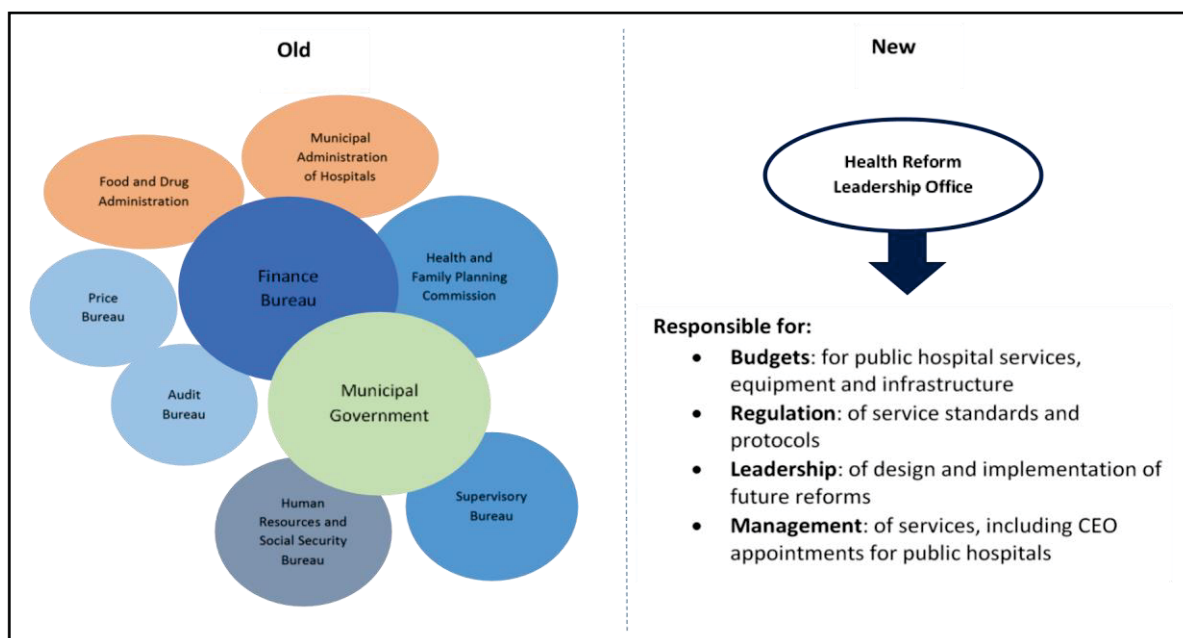 Old
Municipal
Administration
of Hospitals
Food and Drug
Administration
Finance
Bureau
Health and
Family Planning
Commission
Price
Bureau
Audit
Bureau
Municipal
Government
Human
Resources and
Social Security
Bureau
Supervisory
Bureau
New
Health Reform
Leadership Office
Responsible for:
• Budgets: for public hospital services,
equipment and infrastructure
• Regulation: of service standards and
protocols
• Leadership: of design and implementation of
future reforms
• Management: of services, including CEO
appointments for public hospitals